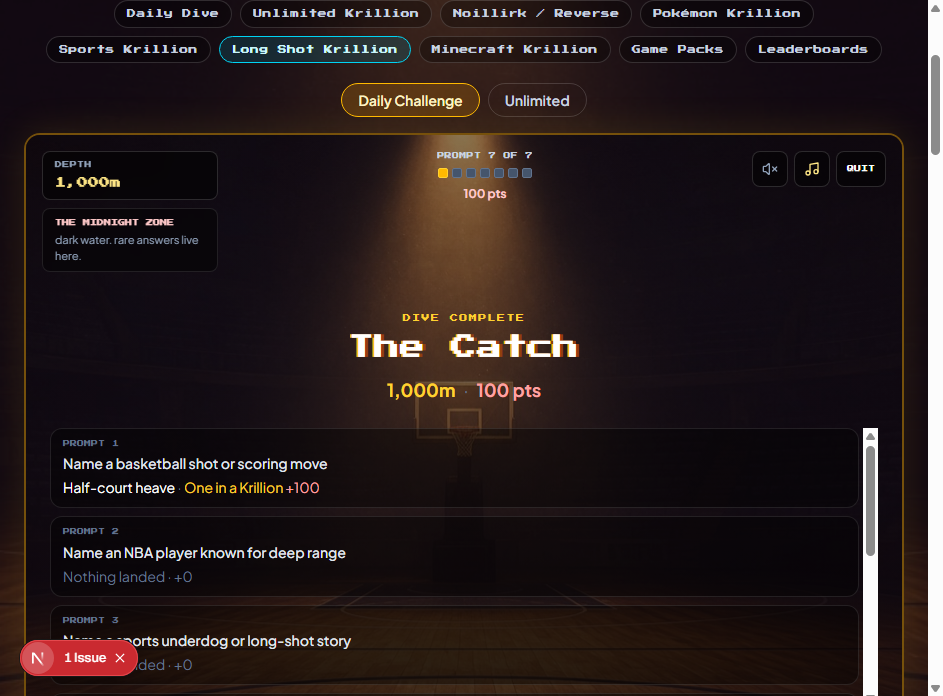 Daily Dive
Unlimited Krillion
Noillirk / Reverse
Pokémon Krillion
Sports Krillion
Long Shot Krillion
Minecraft Krillion
Game Packs
Leaderboards
Daily Challenge
Unlimited
DEPTH
1,000m
THE MIDNIGHT ZONE
dark water. rare answers live
here.
PROMPT 7 OF 7
100 pts
QUIT
DIVE COMPLETE
The Catch
1,000m · 100 pts
PROMPT 1
Name a basketball shot or scoring move
Half-court heave · One in a Krillion +100
PROMPT 2
Name an NBA player known for deep range
Nothing landed · +0
PROMPT 3
sports underdog or long-shot story
· +0
N 1 Issue